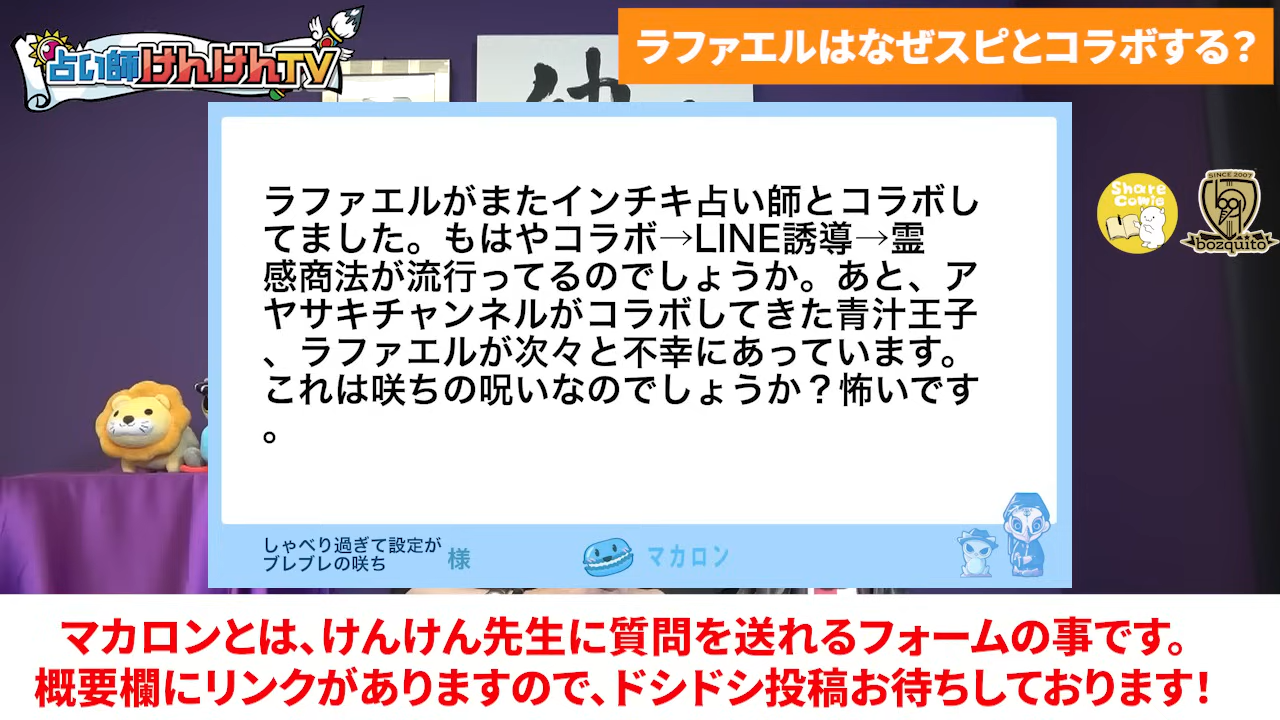 占い師けんけんTV
ラファエルはなぜスピとコラボする？
Share
Comic
SINCE 2007
bozquito
ラファエルがまたインチキ占い師とコラボし
てました。もはやコラボ→LINE誘導→霊
感商法が流行ってるのでしょうか。あと、ア
ヤサキチャンネルがコラボしてきた青汁王子
、ラファエルが次々と不幸にあっています。
これは咲ちの呪いなのでしょうか？怖いです
。
しゃべり過ぎて設定が
ブレブレの咲ち
様
マカロン
マカロンとは、けんけん先生に質問を送れるフォームの事です。
概要欄にリンクがありますので、ドシドシ投稿お待ちしております！